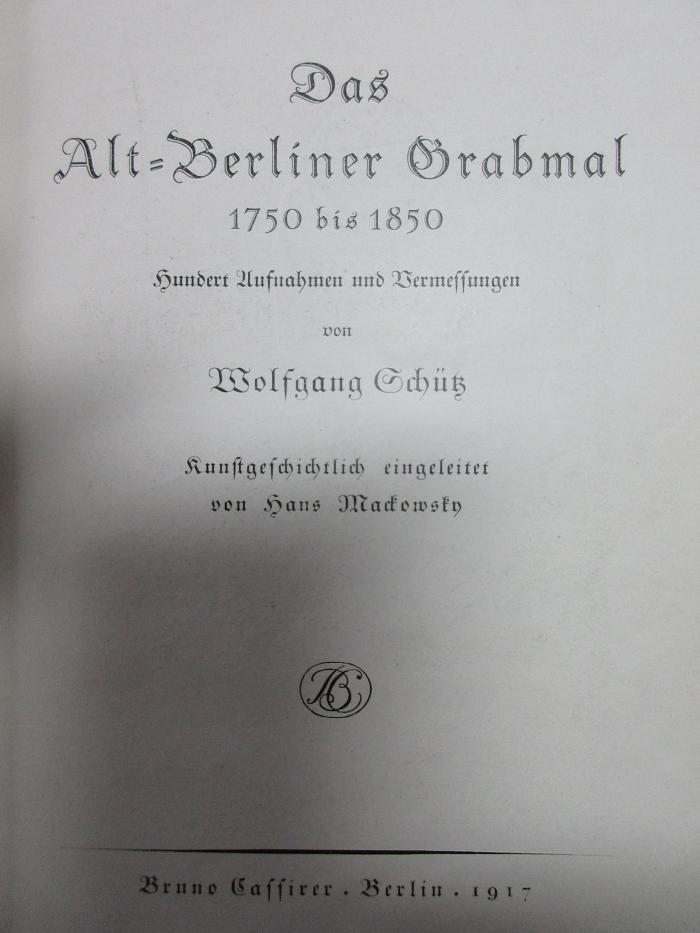 Das
Alt=Berliner Grabmal
1750 bis 1850
Hundert Aufnahmen und Vermessungen
von
Wolfgang Schütz
Kunstgeschichtlich eingeleitet
von Hans Mackowsky
BC
Bruno Cassirer . Berlin . 1917